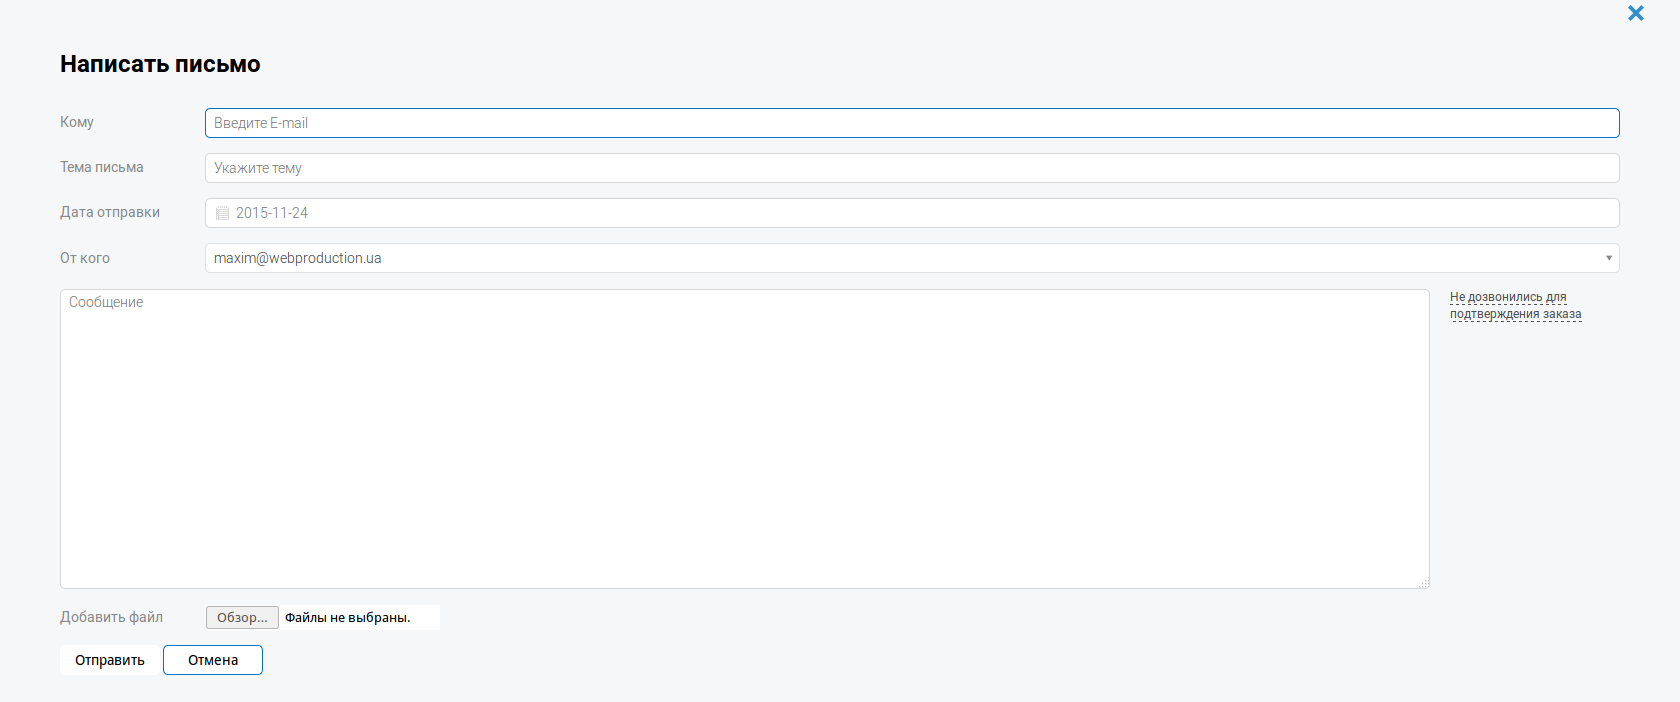 Написать письмо
Кому
Введите E-mail
Тема письма
Укажите тему
Дата отправки
2015-11-24
От кого
maxim@webproduction.ua
Сообщение
Не дозвонились для
подтверждения заказа
Добавить файл
Обзор...
Файлы не выбраны.
Отправить
Отмена